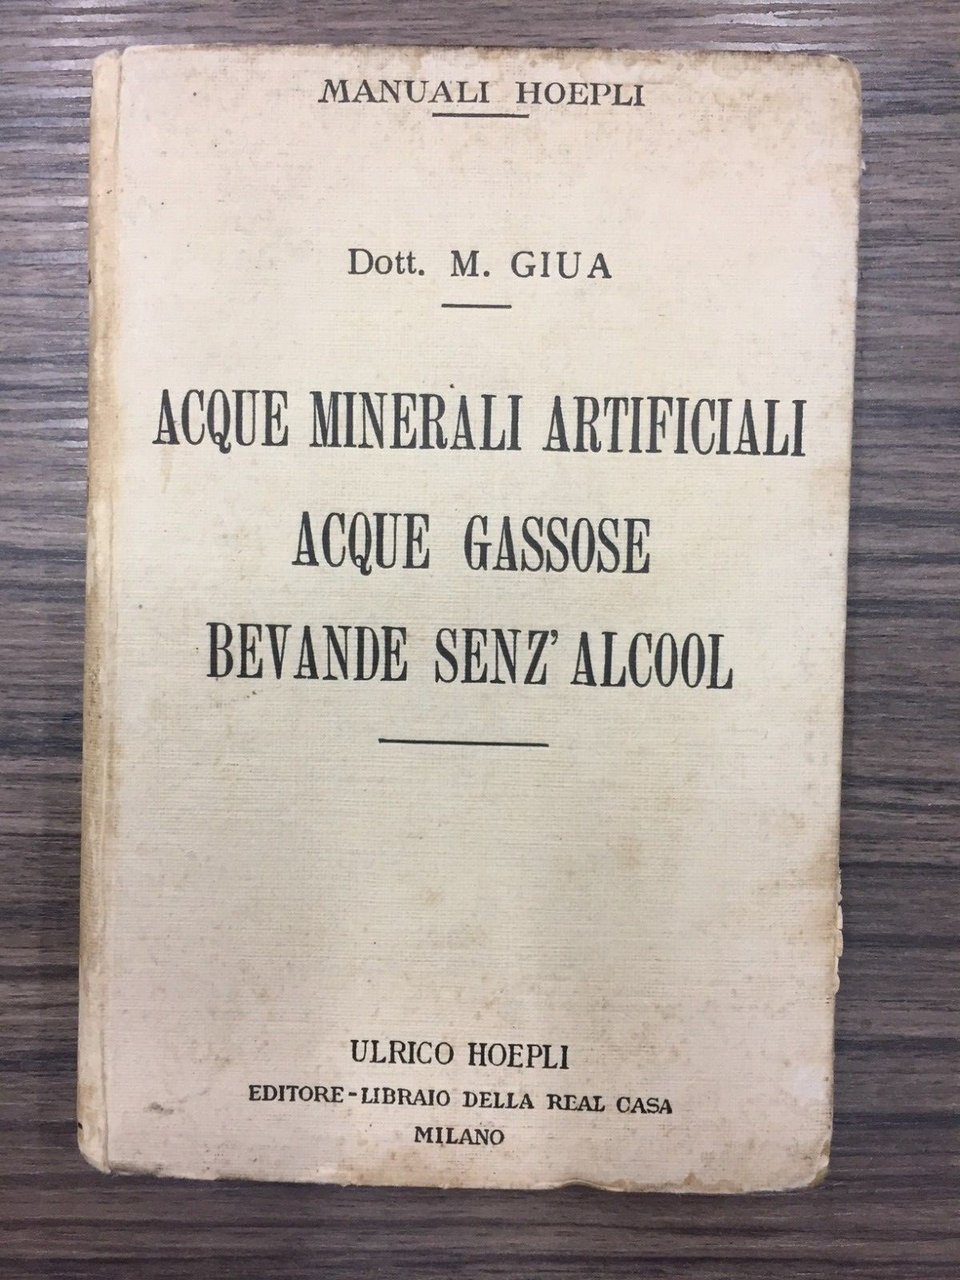 MANUALI HOEPLI
Dott. M. GIUA
ACQUE MINERALI ARTIFICIALI
ACQUE GASSOSE
BEVANDE SENZ' ALCOOL
ULRICO HOEPLI
EDITORE-LIBRAIO DELLA REAL CASA
MILANO